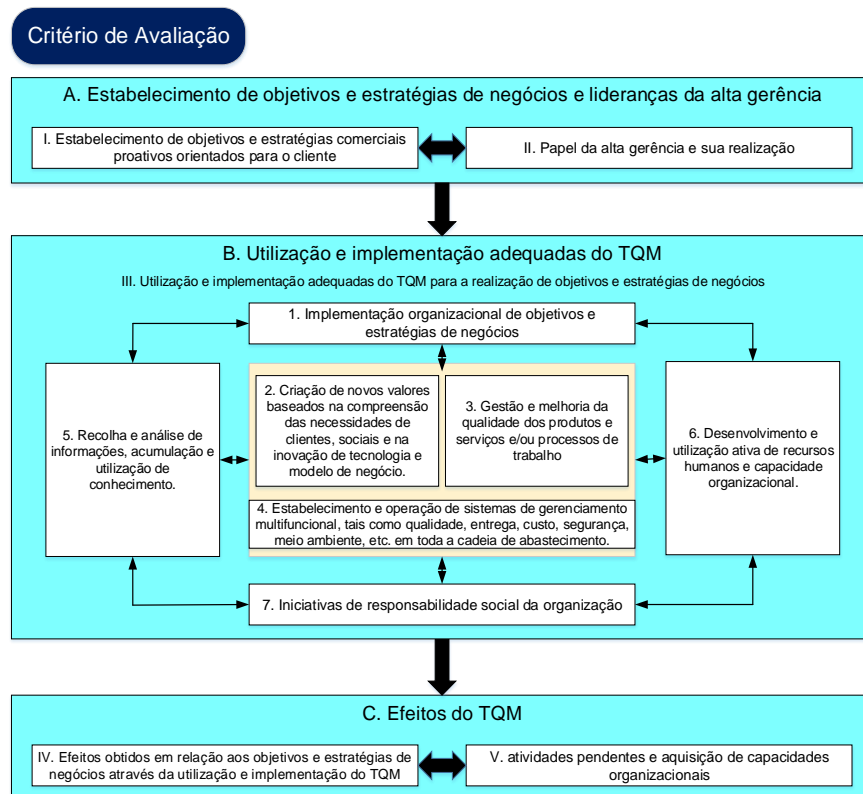 Critério de Avaliação
A. Estabelecimento de objetivos e estratégias de negócios e lideranças da alta gerência
I. Estabelecimento de objetivos e estratégias comerciais
proativos orientados para o cliente
II. Papel da alta gerência e sua realização
B. Utilização e implementação adequadas do TQM
III. Utilização e implementação adequadas do TQM para a realização de objetivos e estratégias de negócios
1. Implementação organizacional de objetivos e
estratégias de negócios
5. Recolha e análise de
informações, acumulação e
utilização de
conhecimento.
2. Criação de novos valores
baseados na compreensão
das necessidades de
clientes, sociais e na
inovação de tecnologia e
modelo de negócio.
3. Gestão e melhoria da
qualidade dos produtos e
serviços e/ou processos de
trabalho
4. Estabelecimento e operação de sistemas de gerenciamento
multifuncional, tais como qualidade, entrega, custo, segurança,
meio ambiente, etc. em toda a cadeia de abastecimento.
6. Desenvolvimento e
utilização ativa de recursos
humanos e capacidade
organizacional.
7. Iniciativas de responsabilidade social da organização
C. Efeitos do TQM
IV. Efeitos obtidos em relação aos objetivos e estratégias de
negócios através da utilização e implementação do TQM
V. atividades pendentes e aquisição de capacidades
organizacionais